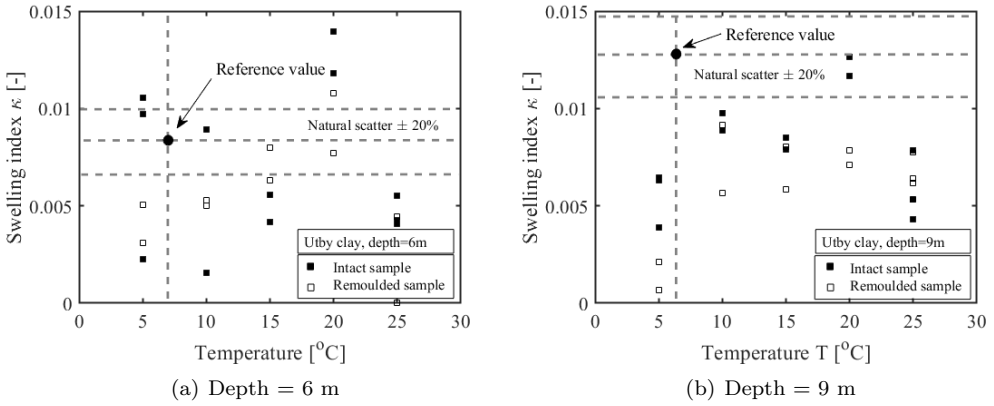 0.015
0.01
0.005
0
0 5 10 15 20 25 30
Swelling index κ [-]
Temperature [°C]
Reference value
Natural scatter ± 20%
Utby clay, depth=6m
Intact sample
Remoulded sample
(a) Depth = 6 m
0.015
0.01
0.005
0
0 5 10 15 20 25 30
Swelling index κ [-]
Temperature T [°C]
Reference value
Natural scatter ± 20%
Utby clay, depth=9m
Intact sample
Remoulded sample
(b) Depth = 9 m